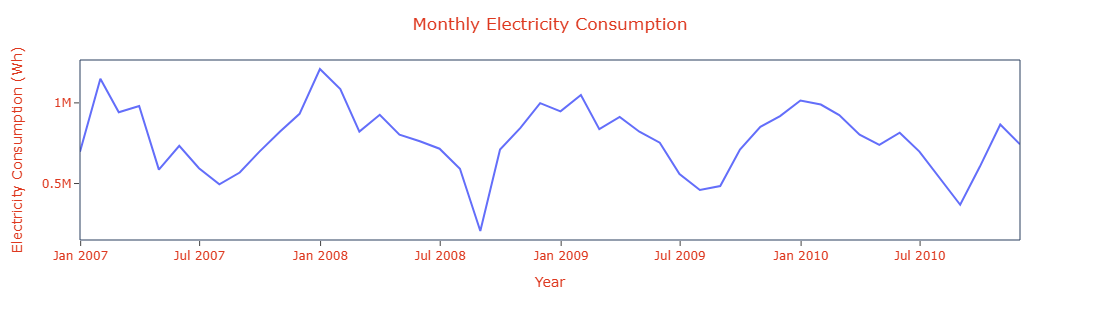 Monthly Electricity Consumption
Electricity Consumption (Wh)
1M
0.5M
Jan 2007
Jul 2007
Jan 2008
Jul 2008
Jan 2009
Jul 2009
Jan 2010
Jul 2010
Year